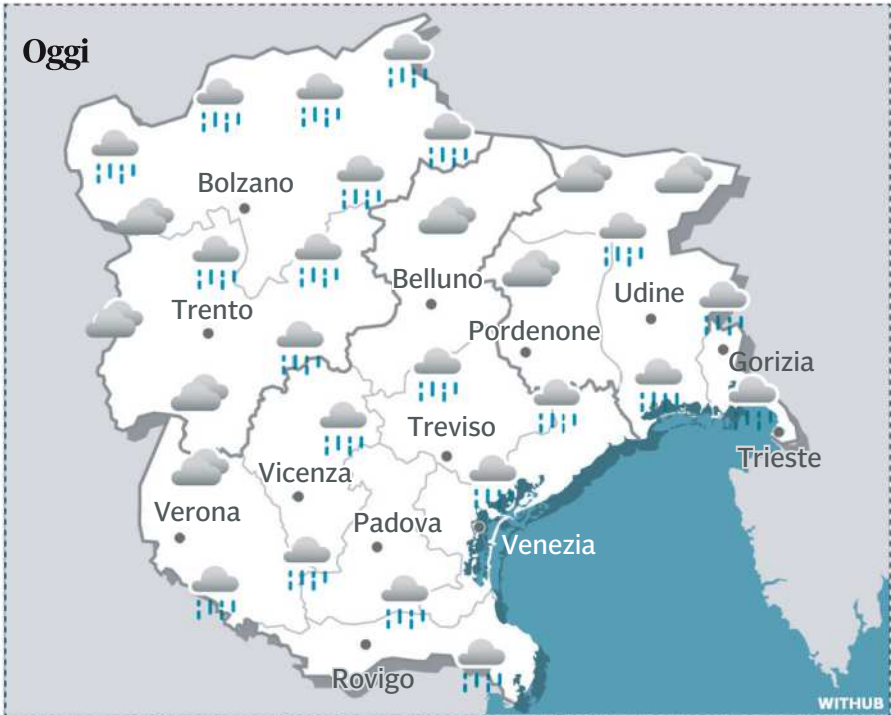 Oggi
Bolzano
Belluno
Udine
Trento
Pordenone
Gorizia
Treviso
Trieste
Vicenza
Verona
Padova
Venezia
Rovigo
WITHUB